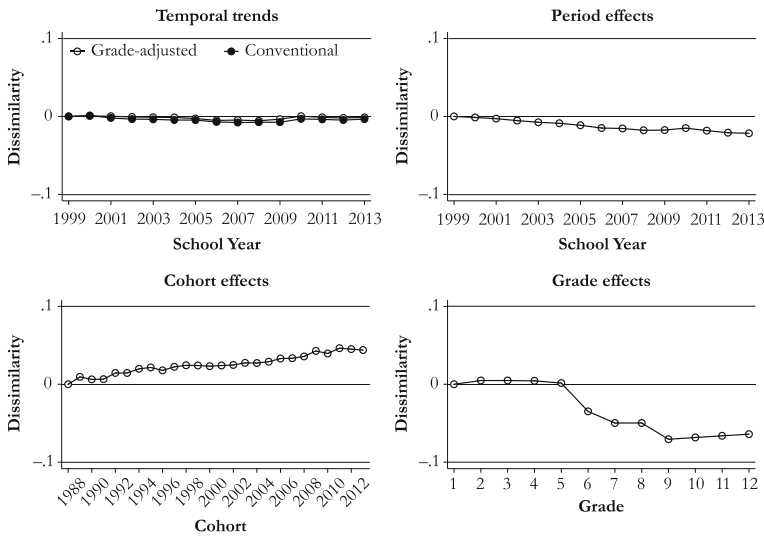 Temporal trends
.1
Grade-adjusted Conventional
0
–.1
Dissimilarity
1999 2001 2003 2005 2007 2009 2011 2013
School Year
Period effects
.1
0
–.1
Dissimilarity
1999 2001 2003 2005 2007 2009 2011 2013
School Year
Cohort effects
.1
0
–.1
Dissimilarity
1988 1990 1992 1994 1996 1998 2000 2002 2004 2006 2008 2010 2012
Cohort
Grade effects
.1
0
–.1
Dissimilarity
1 2 3 4 5 6 7 8 9 10 11 12
Grade